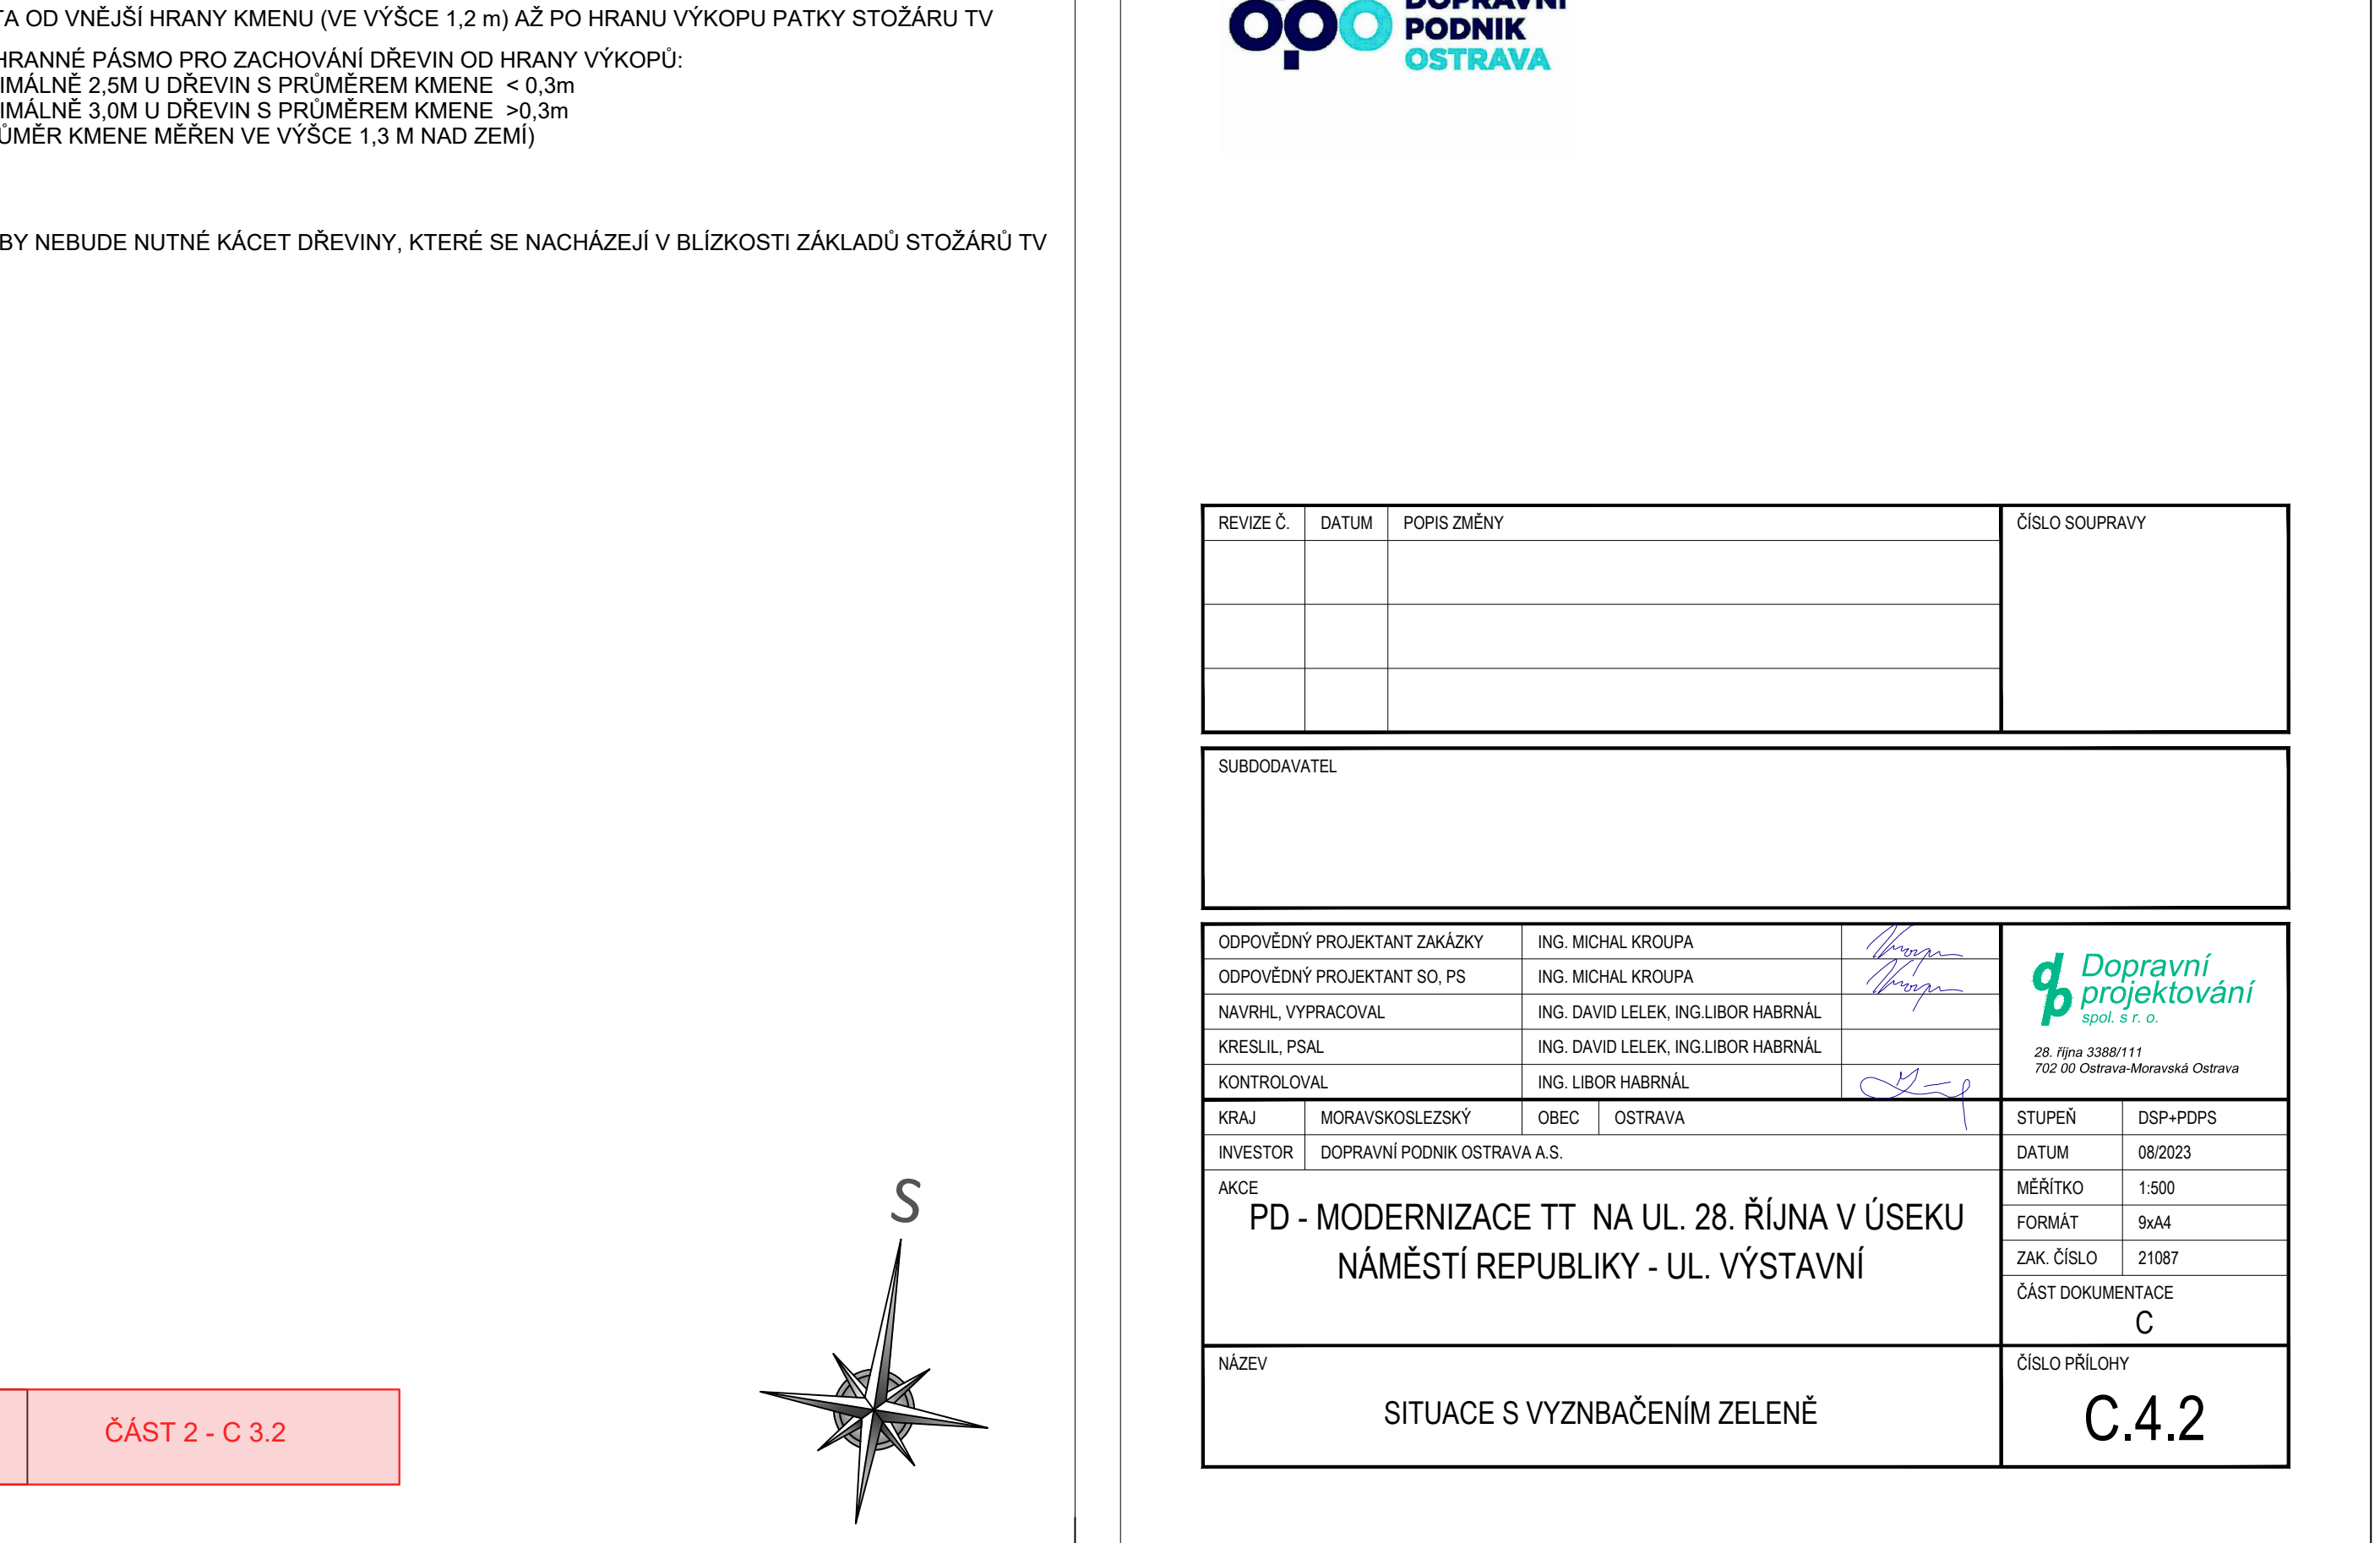 TA OD VNĚJŠÍ HRANY KMENU (VE VÝŠCE 1,2 m) AŽ PO HRANU VÝKOPU PATKY STOŽÁRU TV
HRANNÉ PÁSMO PRO ZACHOVÁNÍ DŘEVIN OD HRANY VÝKOPŮ:
IMÁLNĚ 2,5M U DŘEVIN S PRŮMĚREM KMENE < 0,3m
IMÁLNĚ 3,0M U DŘEVIN S PRŮMĚREM KMENE >0,3m
ŮMĚR KMENE MĚŘEN VE VÝŠCE 1,3 M NAD ZEMÍ)
BY NEBUDE NUTNÉ KÁCET DŘEVINY, KTERÉ SE NACHÁZEJÍ V BLÍZKOSTI ZÁKLADŮ STOŽÁRŮ TV
ČÁST 2 - C 3.2
S
DOPRAVNÍ
PODNIK
OSTRAVA
REVIZE Č. DATUM POPIS ZMĚNY ČÍSLO SOUPRAVY
SUBDODAVATEL
ODPOVĚDNÝ PROJEKTANT ZAKÁZKY ING. MICHAL KROUPA
ODPOVĚDNÝ PROJEKTANT SO, PS ING. MICHAL KROUPA
NAVRHL, VYPRACOVAL ING. DAVID LELEK, ING.LIBOR HABRNÁL
KRESLIL, PSAL ING. DAVID LELEK, ING.LIBOR HABRNÁL
KONTROLOVAL ING. LIBOR HABRNÁL
dp Dopravní
projektování
spol. s r. o.
28. října 3388/111
702 00 Ostrava-Moravská Ostrava
KRAJ MORAVSKOSLEZSKÝ OBEC OSTRAVA
INVESTOR DOPRAVNÍ PODNIK OSTRAVA A.S.
AKCE
PD - MODERNIZACE TT NA UL. 28. ŘÍJNA V ÚSEKU
NÁMĚSTÍ REPUBLIKY - UL. VÝSTAVNÍ
STUPEŇ DSP+PDPS
DATUM 08/2023
MĚŘÍTKO 1:500
FORMÁT 9xA4
ZAK. ČÍSLO 21087
ČÁST DOKUMENTACE
C
NÁZEV
SITUACE S VYZNBAČENÍM ZELENĚ
ČÍSLO PŘÍLOHY
C.4.2